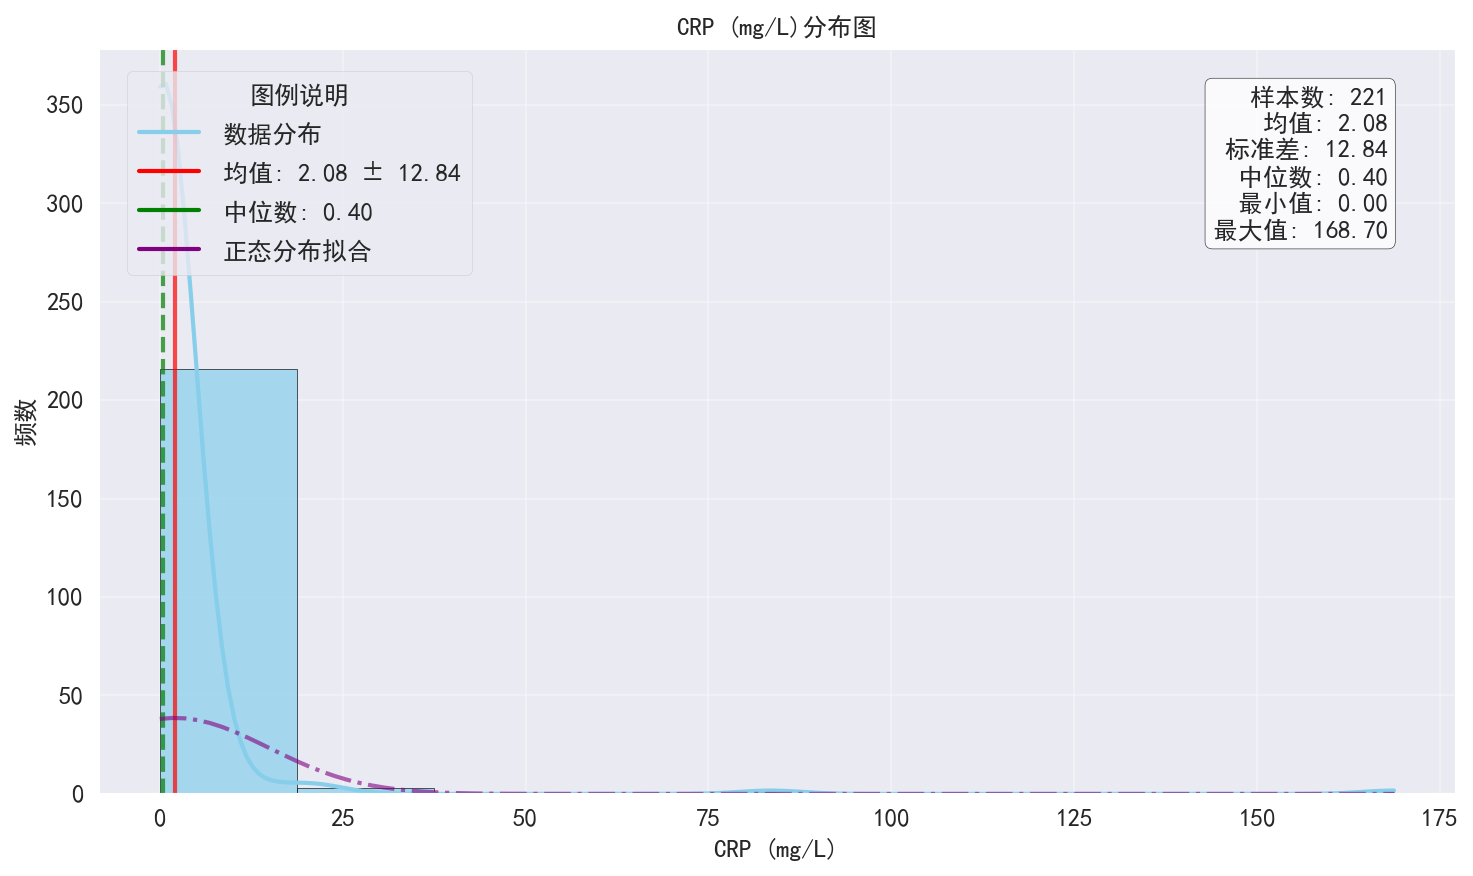 CRP (mg/L)分布图
图例说明
数据分布
均值: 2.08 ± 12.84
中位数: 0.40
正态分布拟合
样本数: 221
均值: 2.08
标准差: 12.84
中位数: 0.40
最小值: 0.00
最大值: 168.70
频数
350
300
250
200
150
100
50
0
0 25 50 75 100 125 150 175
CRP (mg/L)